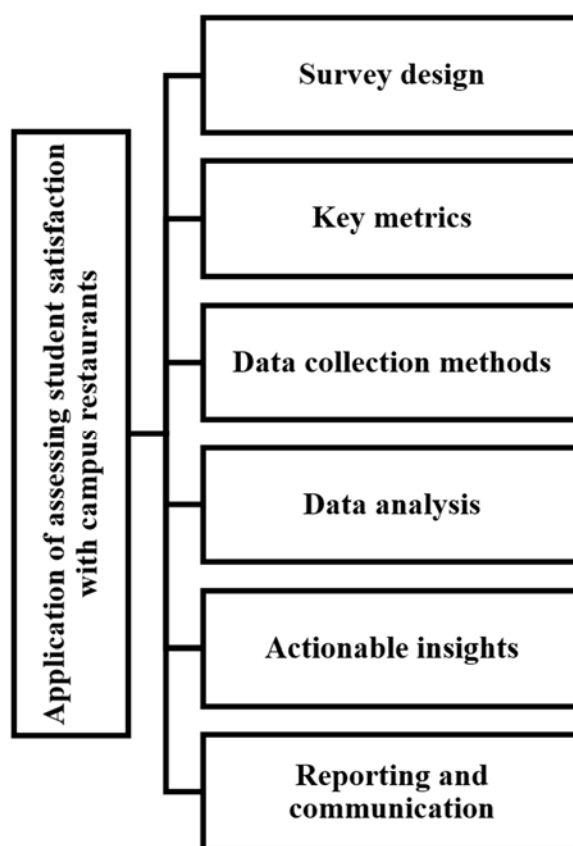 Application of assessing student satisfaction
with campus restaurants
Survey design
Key metrics
Data collection methods
Data analysis
Actionable insights
Reporting and
communication